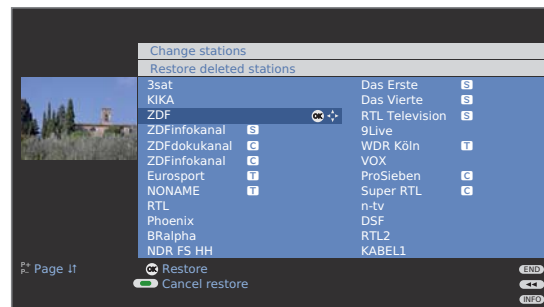 Change stations
Restore deleted stations
3sat
KIKA
ZDF OK
ZDFinfokanal S
ZDFdokukanal C
ZDFinfokanal C
Eurosport T
NONAME T
RTL
Phoenix
BRalpha
NDR FS HH
Das Erste S
Das Vierte S
RTL Television S
9Live
WDR Köln T
VOX
ProSieben C
Super RTL C
n-tv
DSF
RTL2
KABEL1
P+ P- Page
OK Restore
Cancel restore
END
INFO